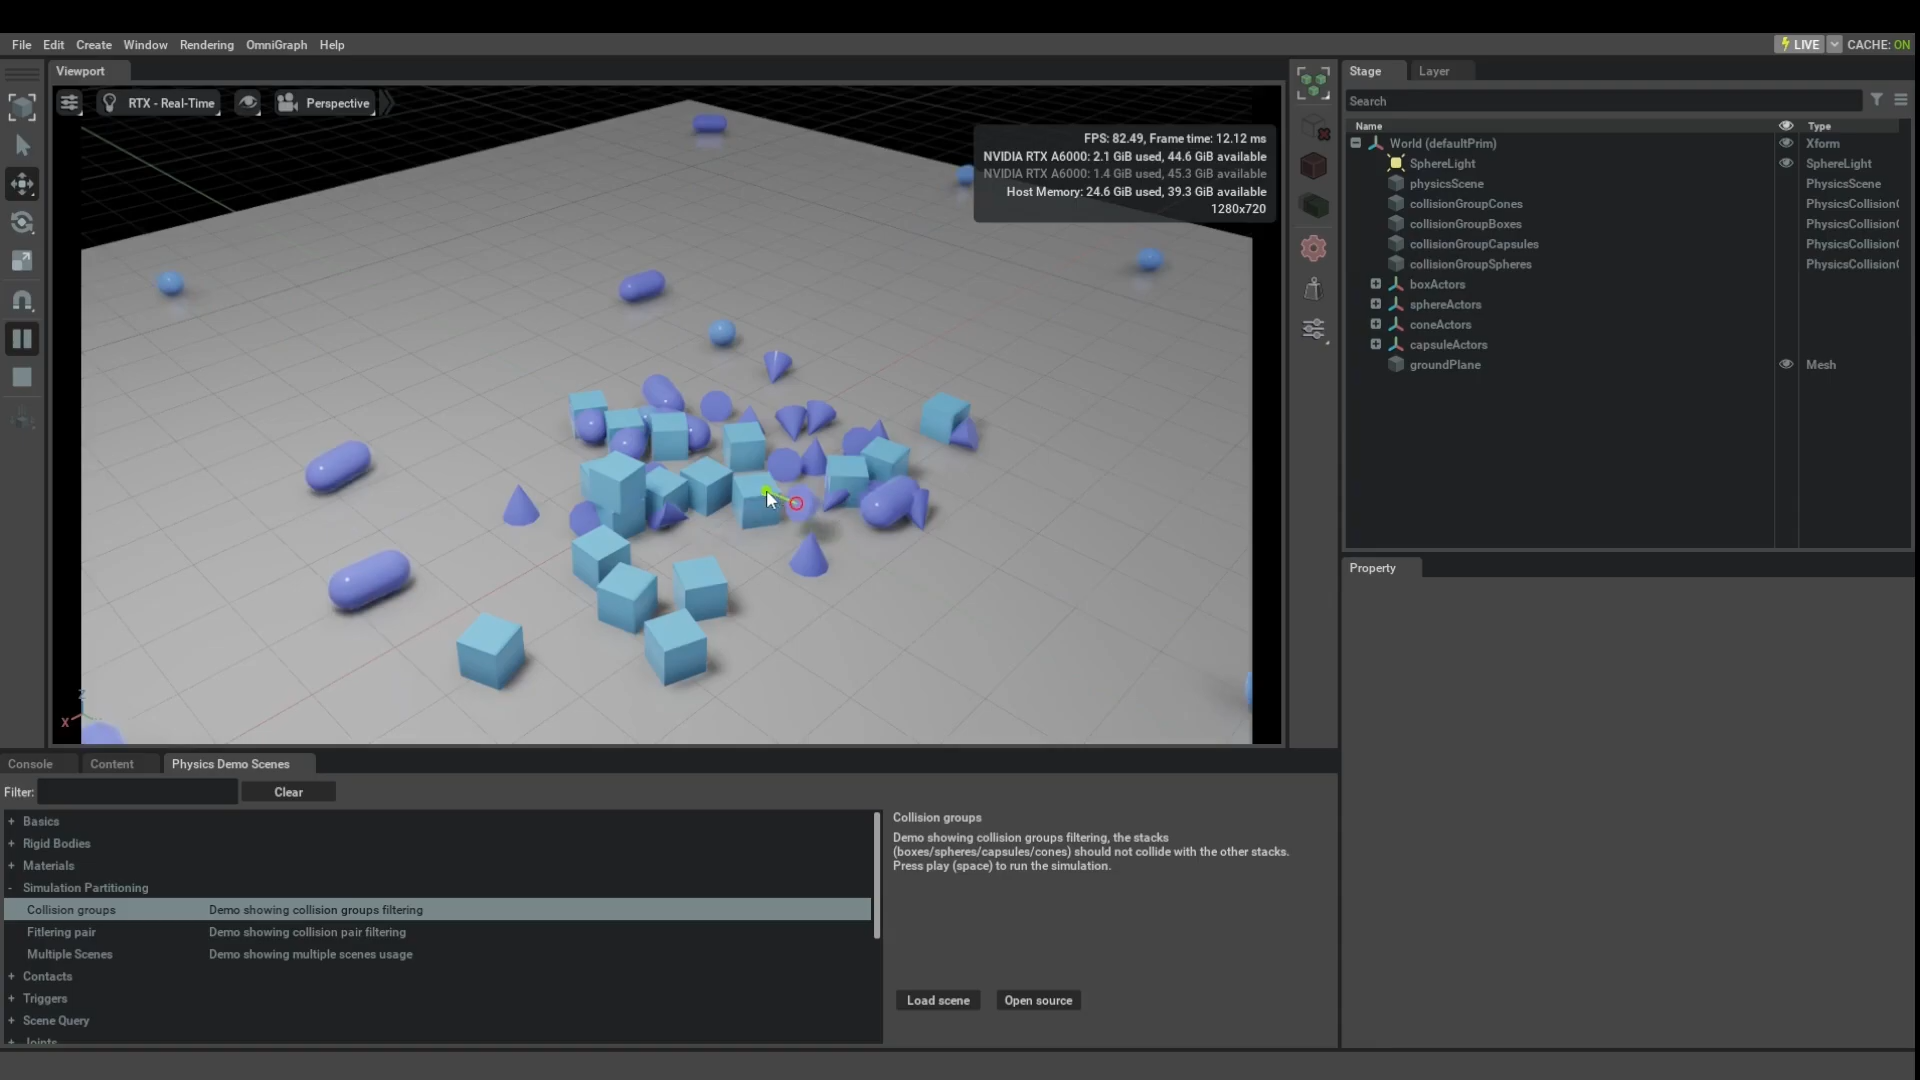 File Edit Create Window Rendering OmniGraph Help
LIVE CACHE: ON
Viewport
RTX - Real-Time
Perspective
FPS: 82.49, Frame time: 12.12 ms
NVIDIA RTX A6000: 2.1 GiB used, 44.6 GiB available
NVIDIA RTX A6000: 1.4 GiB used, 45.3 GiB available
Host Memory: 24.6 GiB used, 39.3 GiB available
1280x720
Z
X
Stage Layer
Search
Name Type
World (defaultPrim) Xform
SphereLight SphereLight
physicsScene PhysicsScene
collisionGroupCones PhysicsCollision
collisionGroupBoxes PhysicsCollision
collisionGroupCapsules PhysicsCollision
collisionGroupSpheres PhysicsCollision
boxActors
sphereActors
coneActors
capsuleActors
groundPlane Mesh
Property
Console Content Physics Demo Scenes
Filter: Clear
+ Basics
+ Rigid Bodies
+ Materials
- Simulation Partitioning
Collision groups Demo showing collision groups filtering
Fitlering pair Demo showing collision pair filtering
Multiple Scenes Demo showing multiple scenes usage
+ Contacts
+ Triggers
+ Scene Query
+ Joints
Collision groups
Demo showing collision groups filtering, the stacks
(boxes/spheres/capsules/cones) should not collide with the other stacks.
Press play (space) to run the simulation.
Load scene Open source